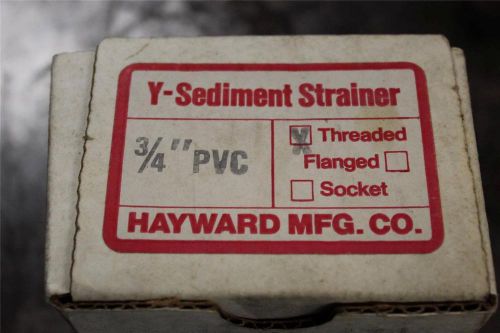 Y-Sediment Strainer
3/4" PVC
X Threaded
Flanged
Socket
HAYWARD MFG. CO.